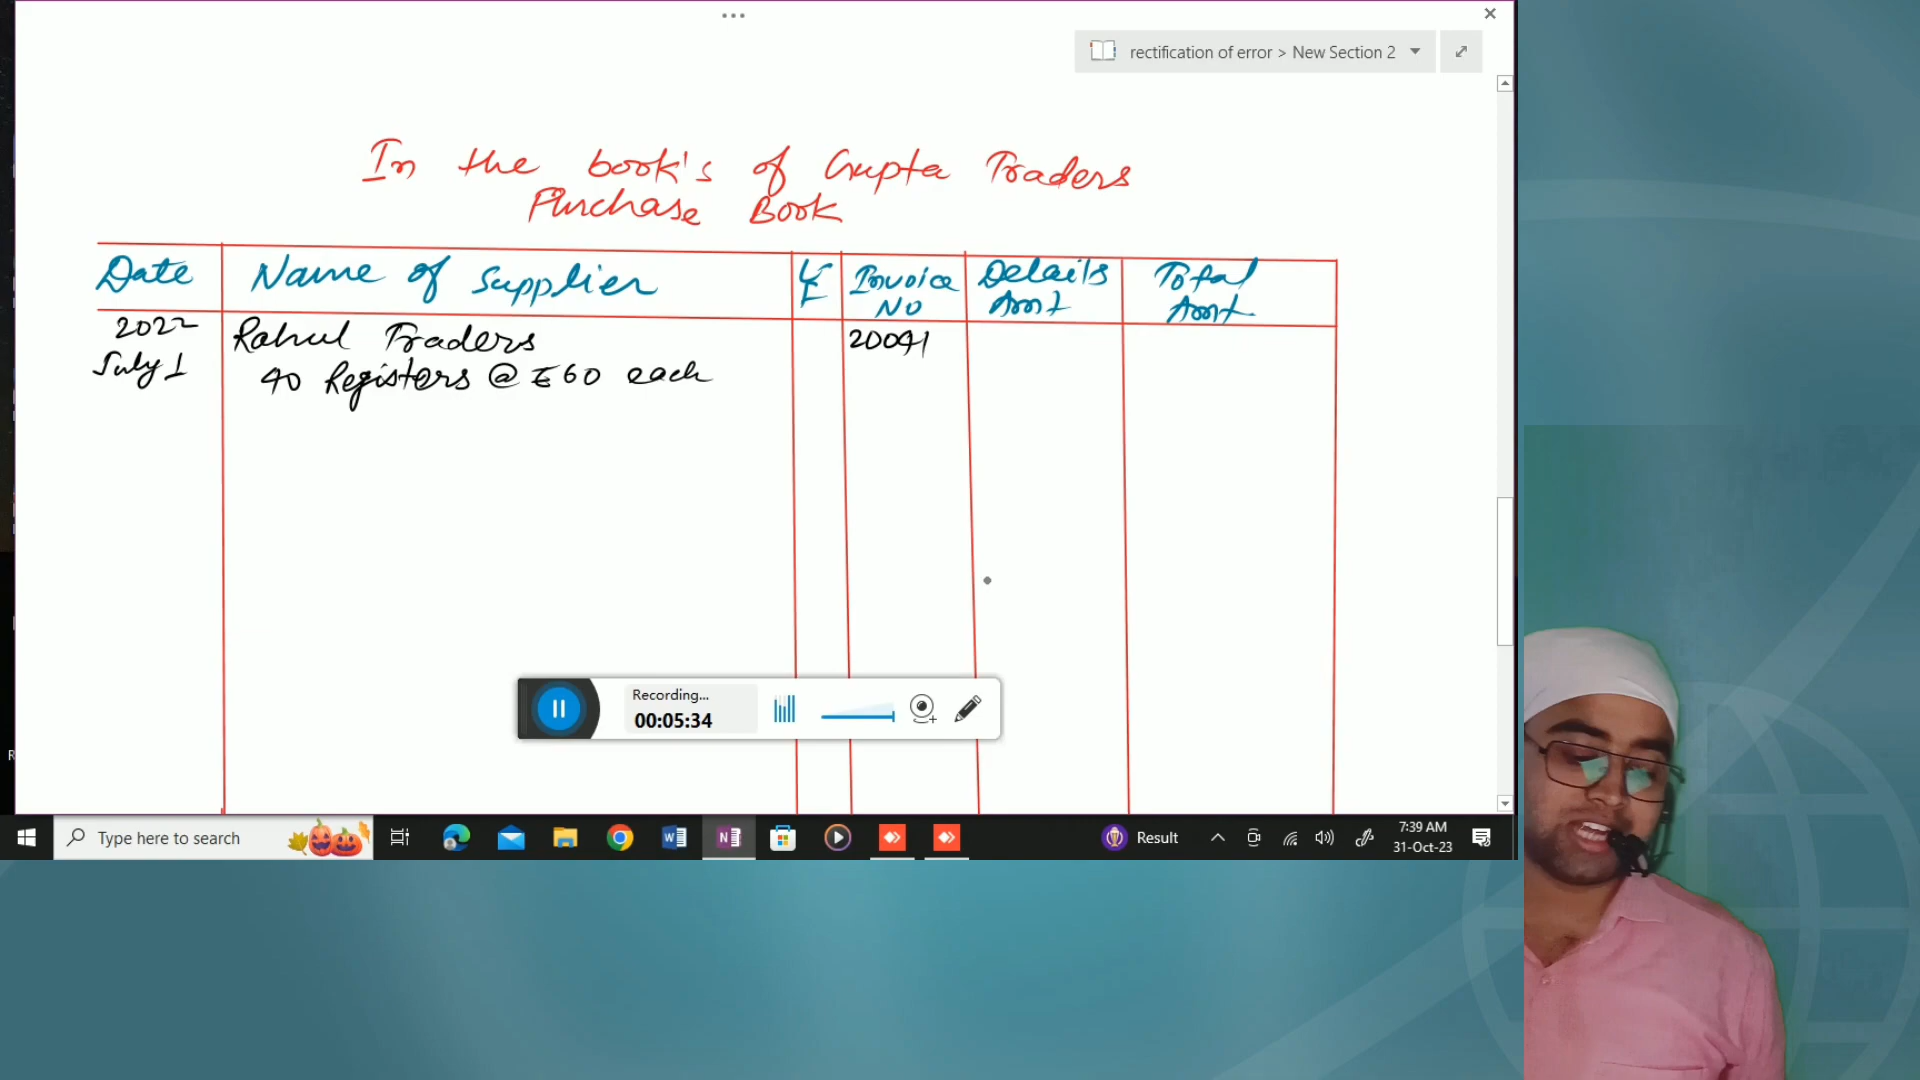 rectification of error > New Section 2
In the book's of Gupta Traders
Purchase Book
Date Name of Supplier LF Invoice No Details Amt Total Amt
2022 Rahul Traders 20041
July 1 40 Registers @ ₹60 each
Recording...
00:05:34
R
Type here to search
Result
7:39 AM
31-Oct-23